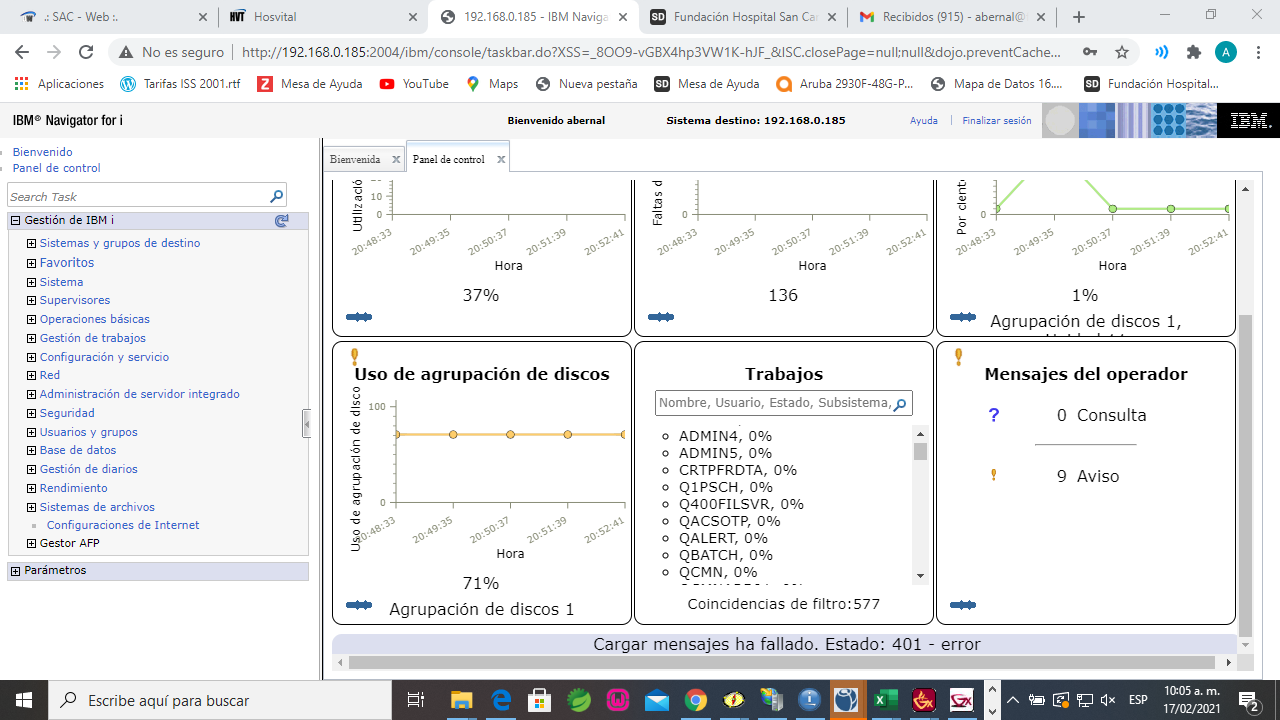 .: SAC - Web :.
HVT Hosvital
192.168.0.185 - IBM Naviga
SD Fundación Hospital San Ca
Recibidos (915) - abernal@
No es seguro
http://192.168.0.185:2004/ibm/console/taskbar.do?XSS=_8OO9-vGBX4hp3VW1K-hJF_&ISC.closePage=null;null&dojo.preventCache...
A
Aplicaciones
Tarifas ISS 2001.rtf
Z Mesa de Ayuda
YouTube
Maps
Nueva pestaña
SD Mesa de Ayuda
Aruba 2930F-48G-P...
Mapa de Datos 16....
SD Fundación Hospital...
IBM® Navigator for i
Bienvenido abernal
Sistema destino: 192.168.0.185
Ayuda
Finalizar sesión
IBM.
Bienvenido
Panel de control
Search Task
Gestión de IBM i
Sistemas y grupos de destino
Favoritos
Sistema
Supervisores
Operaciones básicas
Gestión de trabajos
Configuración y servicio
Red
Administración de servidor integrado
Seguridad
Usuarios y grupos
Base de datos
Gestión de diarios
Rendimiento
Sistemas de archivos
Configuraciones de Internet
Gestor AFP
Parámetros
Bienvenida
Panel de control
Utilizació
10
0
20:48:33 20:49:35 20:50:37 20:51:39 20:52:41
Hora
37%
Faltas d
0
20:48:33 20:49:35 20:50:37 20:51:39 20:52:41
Hora
136
Por ciento
0
20:48:33 20:49:35 20:50:37 20:51:39 20:52:41
Hora
1%
Agrupación de discos 1,
Uso de agrupación de discos
Uso de agrupación de disco
100
0
20:48:33 20:49:35 20:50:37 20:51:39 20:52:41
Hora
71%
Agrupación de discos 1
Trabajos
Nombre, Usuario, Estado, Subsistema,
ADMIN4, 0%
ADMIN5, 0%
CRTPFRDTA, 0%
Q1PSCH, 0%
Q400FILSVR, 0%
QACSOTP, 0%
QALERT, 0%
QBATCH, 0%
QCMN, 0%
Coincidencias de filtro:577
Mensajes del operador
? 0 Consulta
9 Aviso
Cargar mensajes ha fallado. Estado: 401 - error
Escribe aquí para buscar
ESP
10:05 a. m.
17/02/2021
2